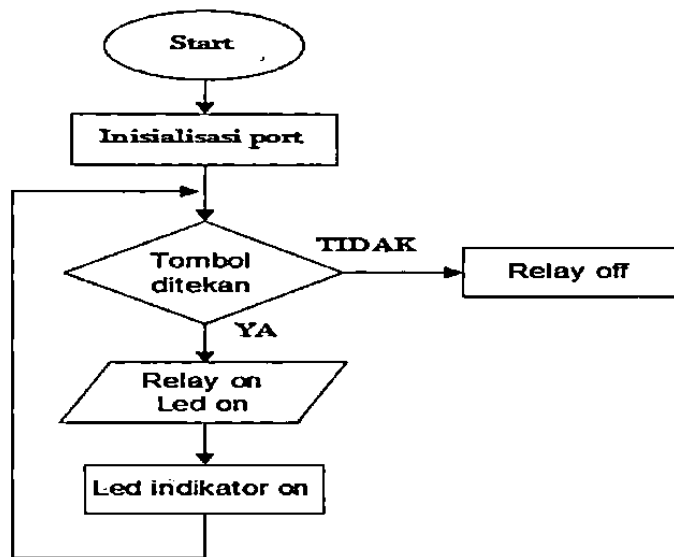 Start
Inisialisasi port
Tombol
ditekan
TIDAK
Relay off
YA
Relay on
Led on
Led indikator on